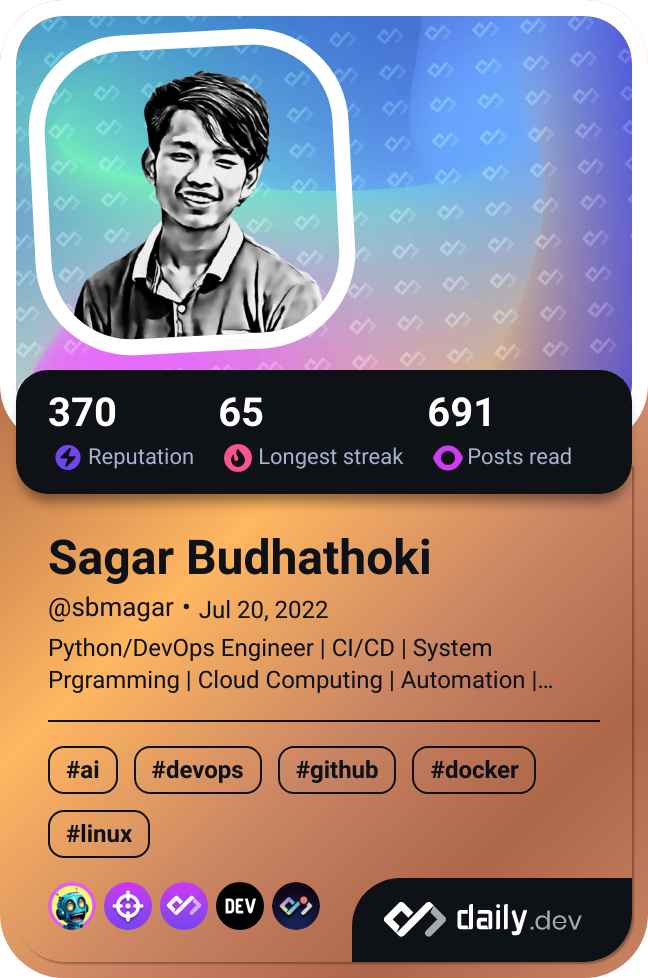 370 65 691
Reputation Longest streak Posts read
Sagar Budhathoki
@sbmagar • Jul 20, 2022
Python/DevOps Engineer | CI/CD | System
Prgramming | Cloud Computing | Automation |...
#ai #devops #github #docker
#linux
DEV
daily.dev